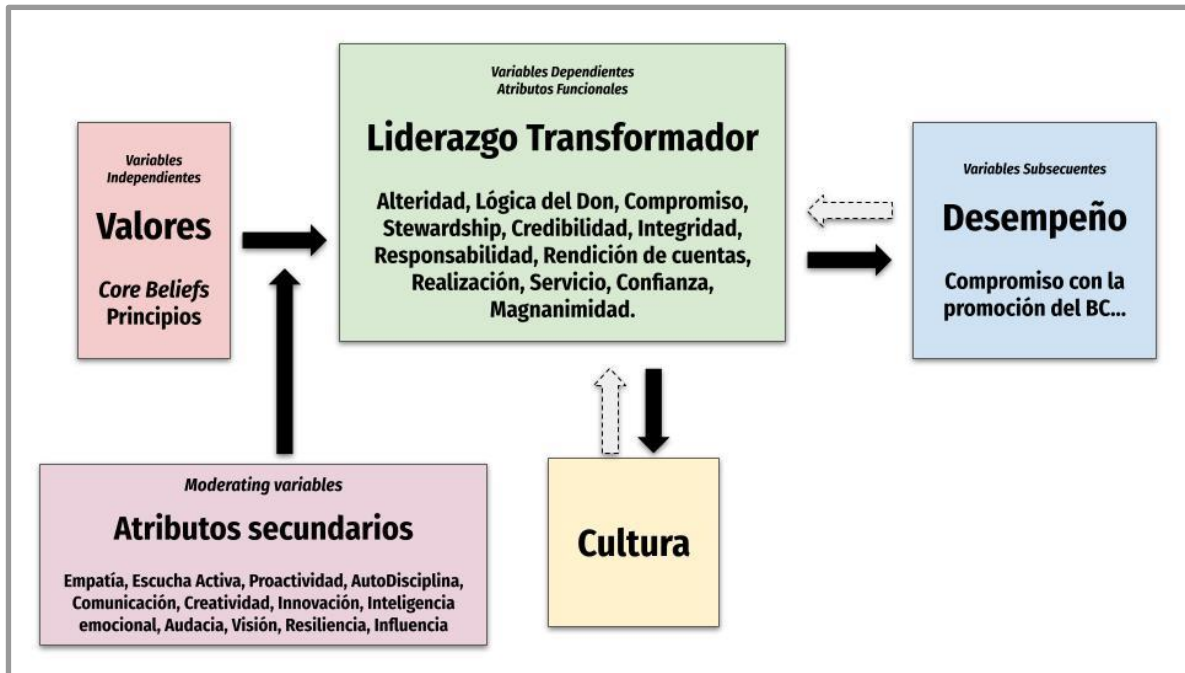 Variables Dependientes
Atributos Funcionales
Liderazgo Transformador
Alteridad, Lógica del Don, Compromiso,
Stewardship, Credibilidad, Integridad,
Responsabilidad, Rendición de cuentas,
Realización, Servicio, Confianza,
Magnanimidad.
Variables
Independientes
Valores
Core Beliefs
Principios
Variables Subsecuentes
Desempeño
Compromiso con la
promoción del BC...
Moderating variables
Atributos secundarios
Empatía, Escucha Activa, Proactividad, AutoDisciplina,
Comunicación, Creatividad, Innovación, Inteligencia
emocional, Audacia, Visión, Resiliencia, Influencia
Cultura